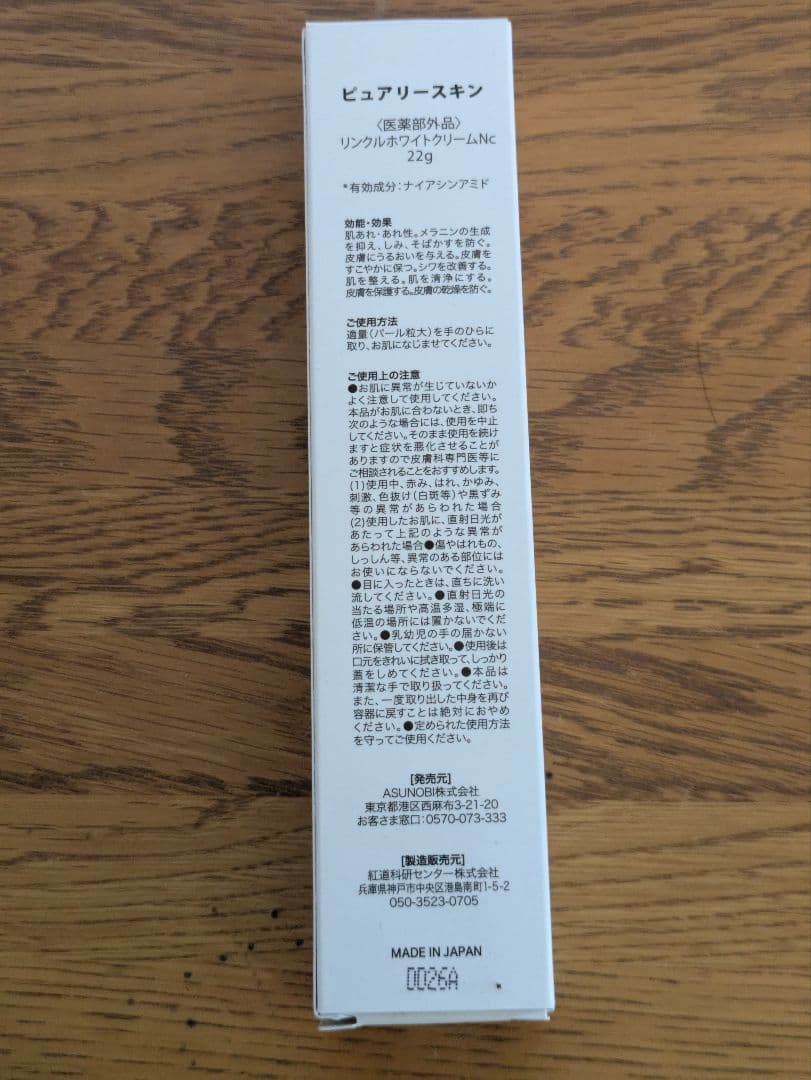 ピュアリースキン
〈医薬部外品〉
リンクルホワイトクリームNc
22g
*有効成分：ナイアシンアミド
効能・効果
肌あれ・あれ性。メラニンの生成
を抑え、しみ、そばかすを防ぐ。
皮膚にうるおいを与える。皮膚を
すこやかに保つ。シワを改善する。
肌を整える。肌を清浄にする。
皮膚を保護する。皮膚の乾燥を防ぐ。
ご使用方法
適量（パール粒大）を手のひらに
取り、お肌になじませてください。
ご使用上の注意
●お肌に異常が生じていないか
よく注意して使用してください。
本品がお肌に合わないとき、即ち
次のような場合には、使用を中止
してください。そのまま使用を続け
ますと症状を悪化させることが
ありますので皮膚科専門医等に
ご相談されることをおすすめします。
(1)使用中、赤み、はれ、かゆみ、
刺激、色抜け（白斑等）や黒ずみ
等の異常があらわれた場合
(2)使用したお肌に、直射日光が
あたって上記のような異常が
あらわれた場合●傷やはれもの、
しっしん等、異常のある部位には
お使いにならないでください。
●目に入ったときは、直ちに洗い
流してください。●直射日光の
当たる場所や高温多湿、極端に
低温の場所には置かないでくだ
さい。●乳幼児の手の届かない
所に保管してください。●使用後は
口元をきれいに拭き取って、しっかり
蓋をしめてください。●本品は
清潔な手で取り扱ってください。
また、一度取り出した中身を再び
容器に戻すことは絶対におやめ
ください。●定められた使用方法
を守ってご使用ください。
[発売元]
ASUNOBI株式会社
東京都港区西麻布3-21-20
お客さま窓口：0570-073-333
[製造販売元]
紅道科研センター株式会社
兵庫県神戸市中央区港島南町1-5-2
050-3523-0705
MADE IN JAPAN
0026A